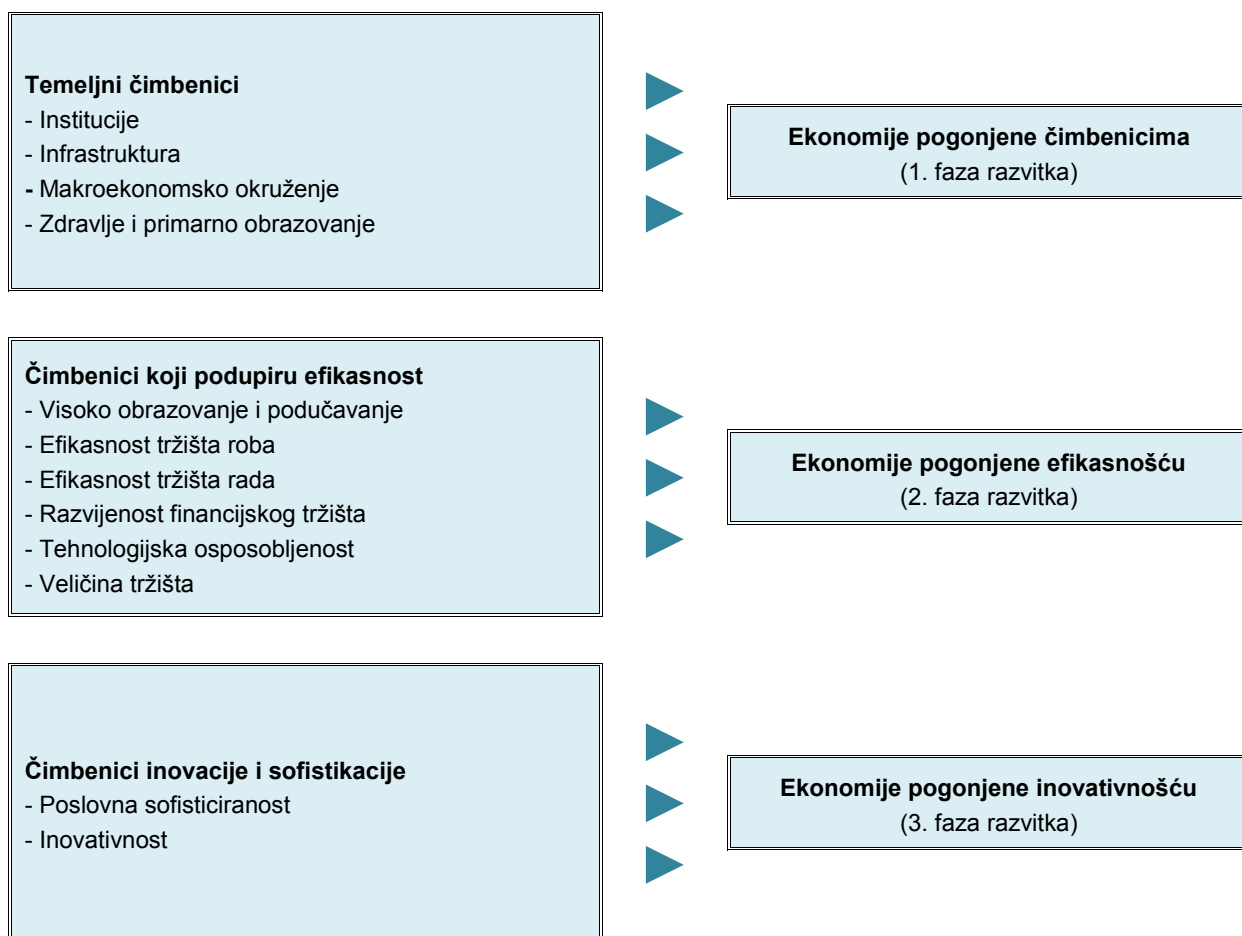 Temeljni čimbenici
- Institucije
- Infrastruktura
- Makroekonomsko okruženje
- Zdravlje i primarno obrazovanje
Ekonomije pogonjene čimbenicima
(1. faza razvitka)
Čimbenici koji podupiru efikasnost
- Visoko obrazovanje i podučavanje
- Efikasnost tržišta roba
- Efikasnost tržišta rada
- Razvijenost financijskog tržišta
- Tehnologijska osposobljenost
- Veličina tržišta
Ekonomije pogonjene efikasnošću
(2. faza razvitka)
Čimbenici inovacije i sofistikacije
- Poslovna sofisticiranost
- Inovativnost
Ekonomije pogonjene inovativnošću
(3. faza razvitka)